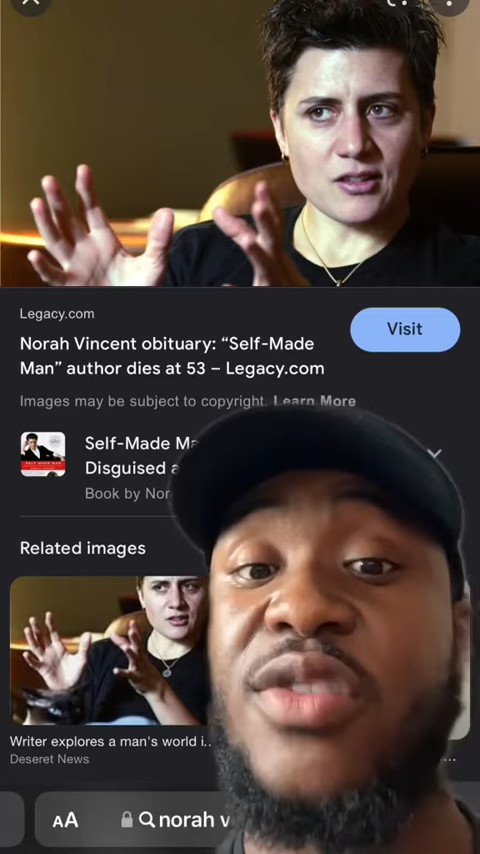 Legacy.com
Visit
Norah Vincent obituary: “Self-Made
Man” author dies at 53 – Legacy.com
Images may be subject to copyright. Learn More
Self-Made
Disguised
Book by
Related images
Writer explores a man's world i..
Deseret News
AA
norah